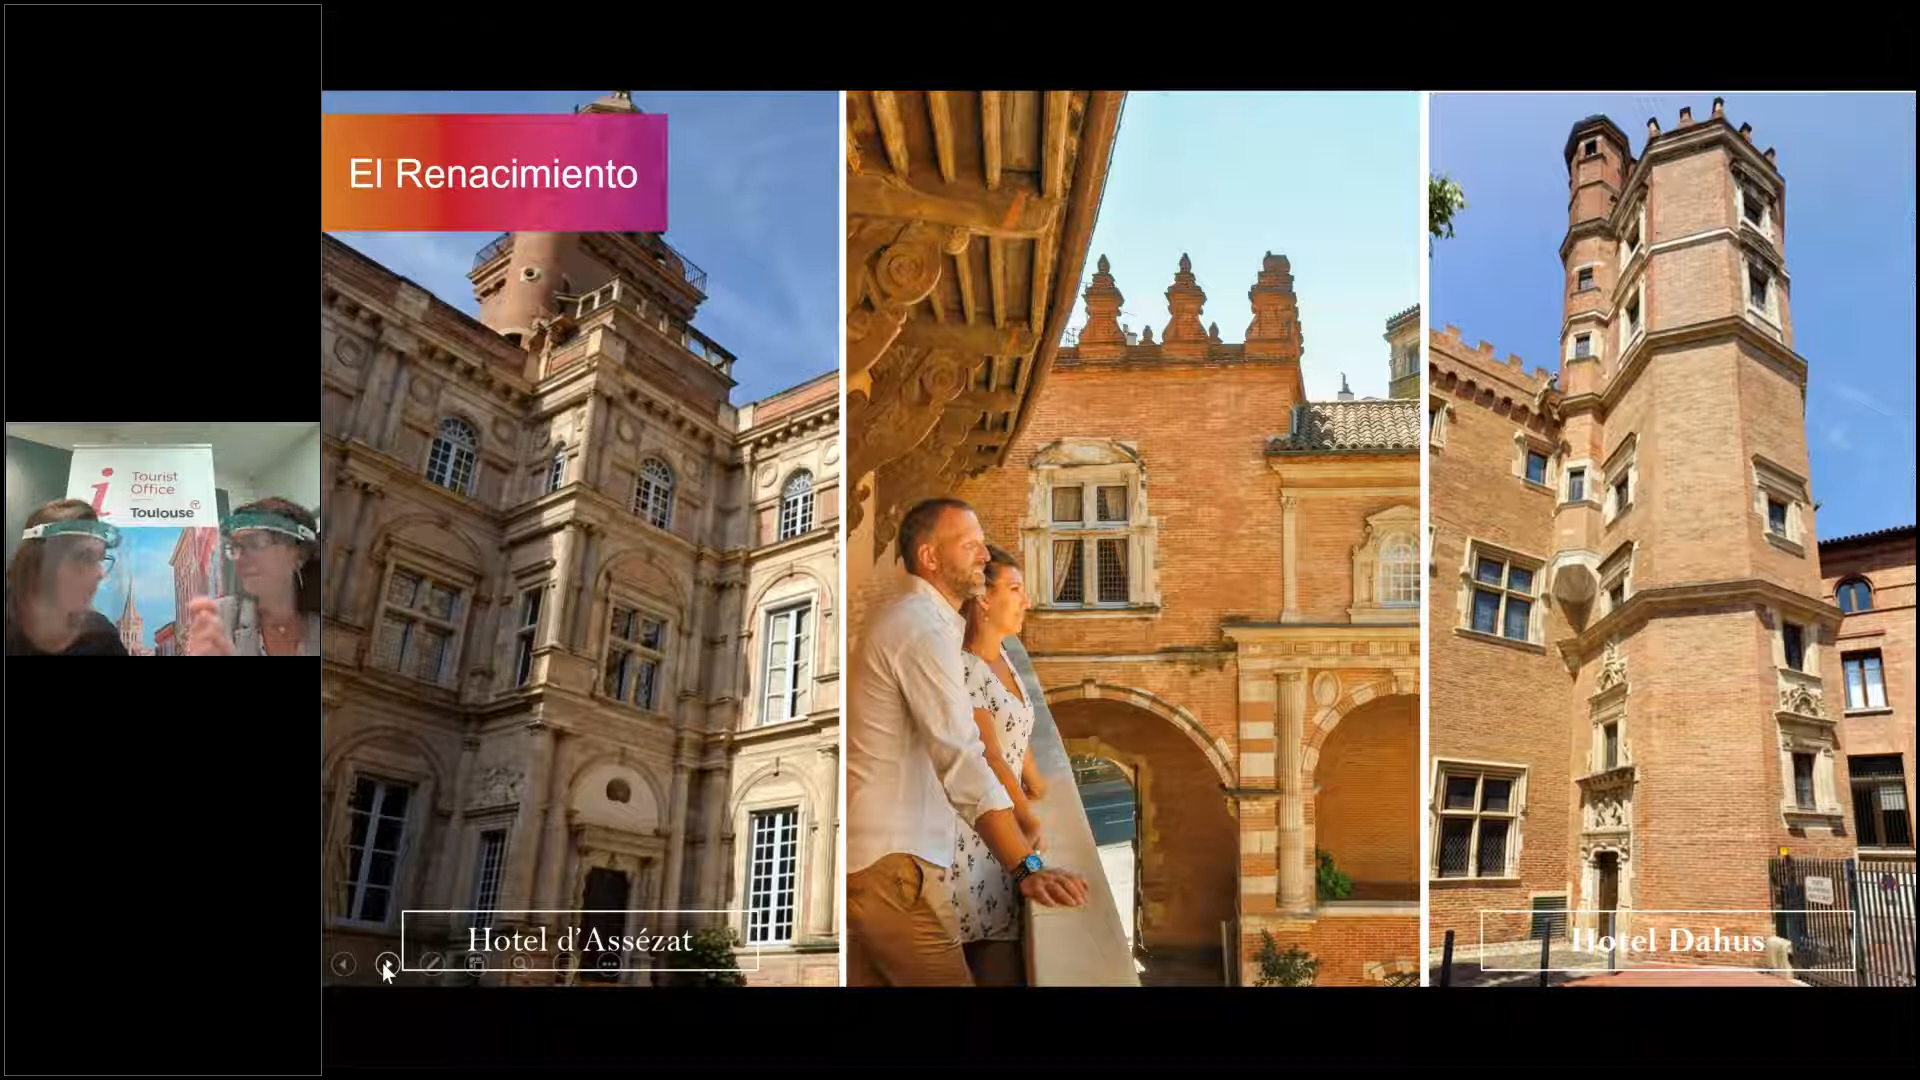 El Renacimiento
i
Tourist
Office
Toulouse
Hotel d'Assézat
Hotel Dahus